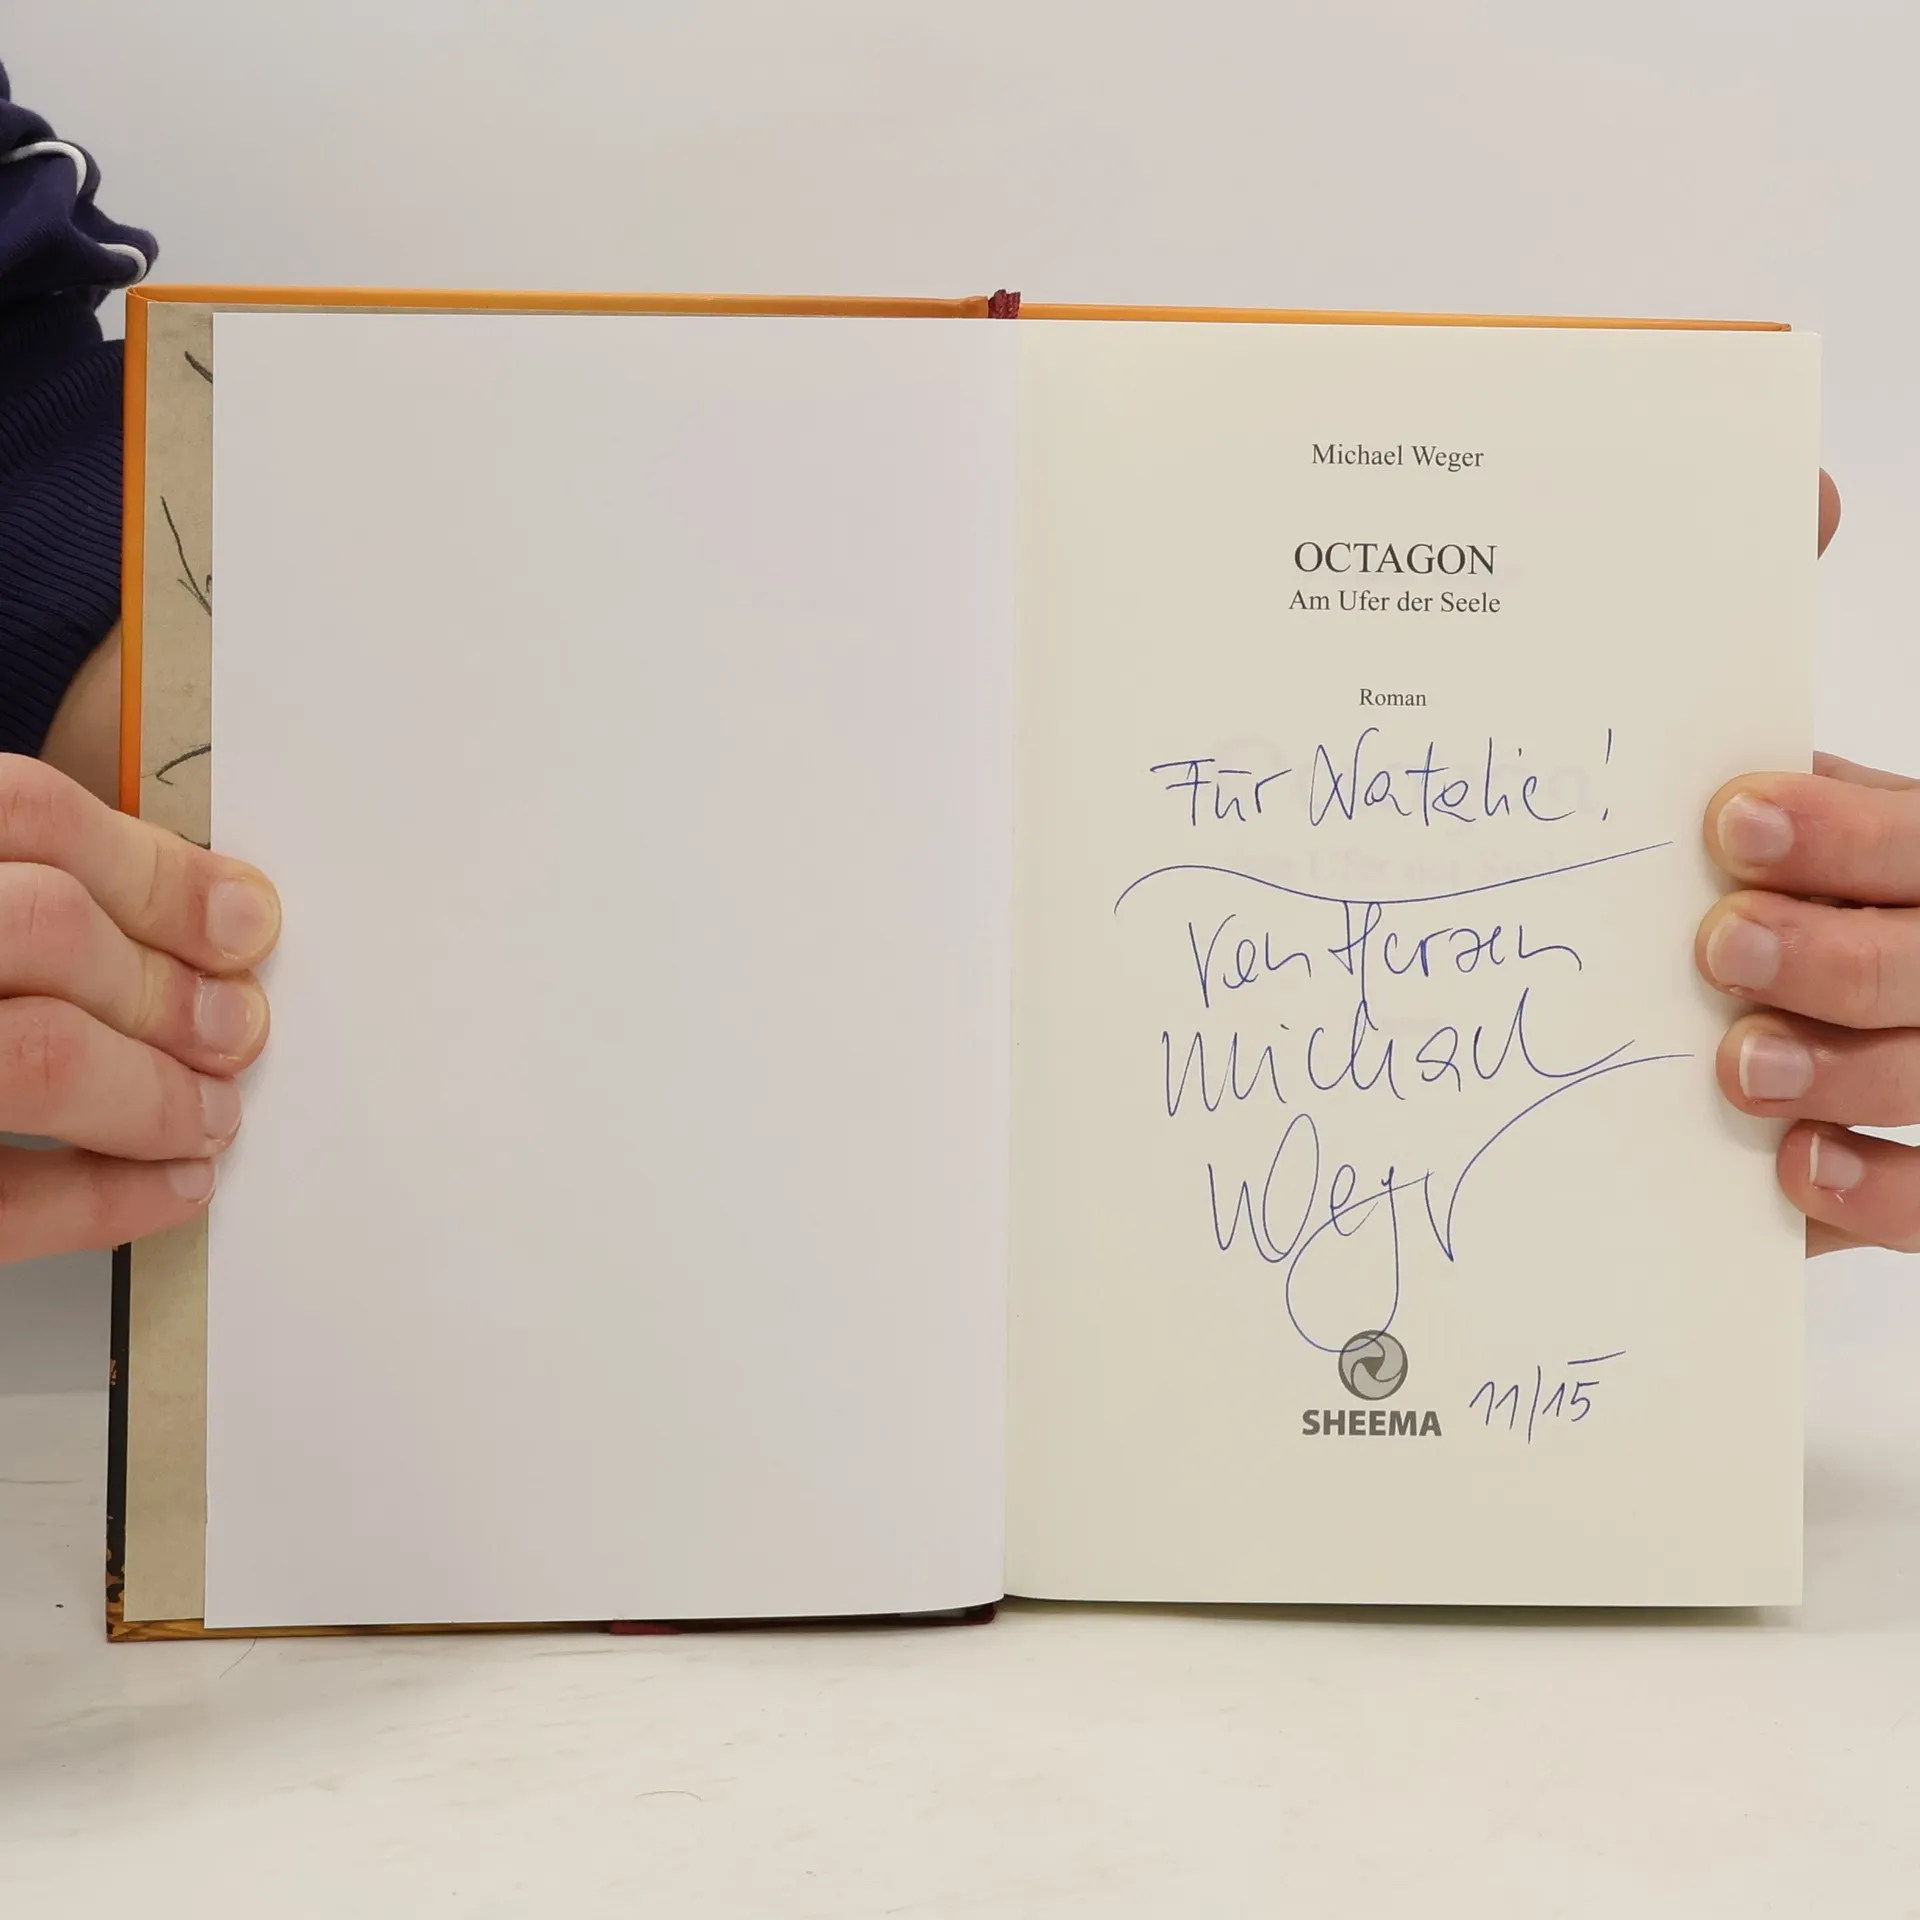 Michael Weger
OCTAGON
Am Ufer der Seele
Roman
Für Natalie!
Von Herzen
Michael
Weger
SHEEMA
11/15